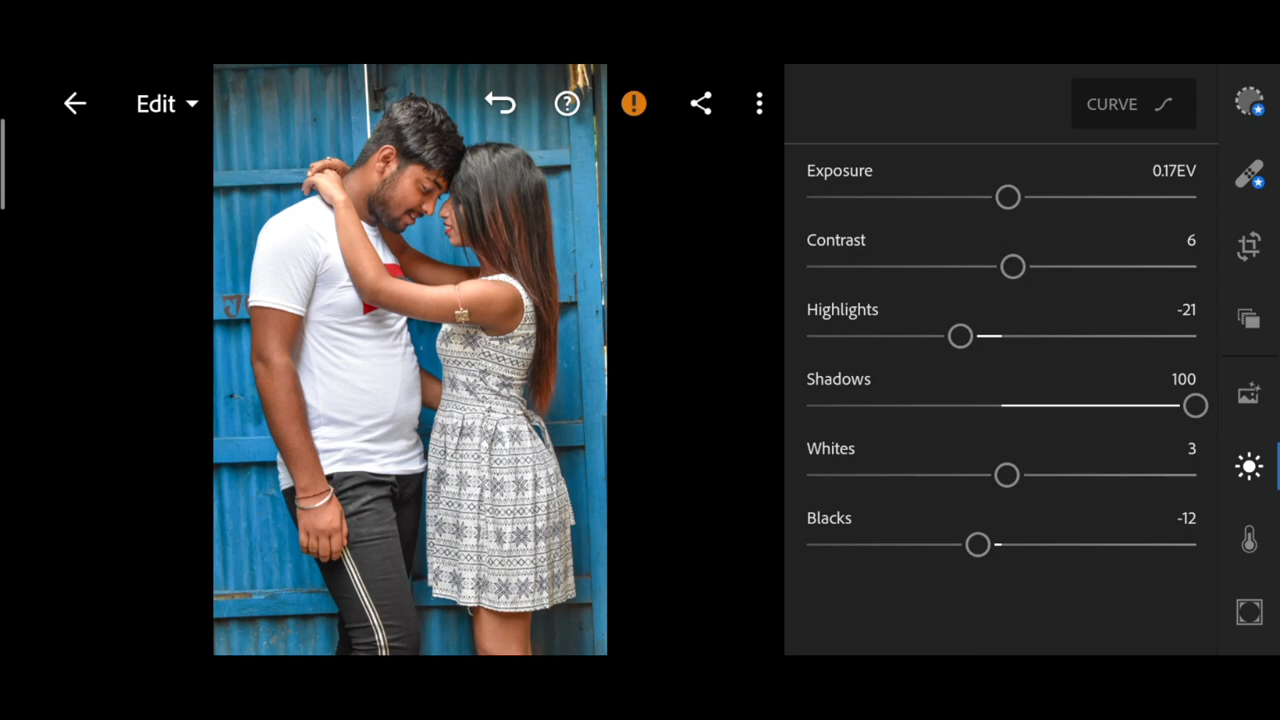 Edit
CURVE
Exposure 0.17EV
Contrast 6
Highlights -21
Shadows 100
Whites 3
Blacks -12